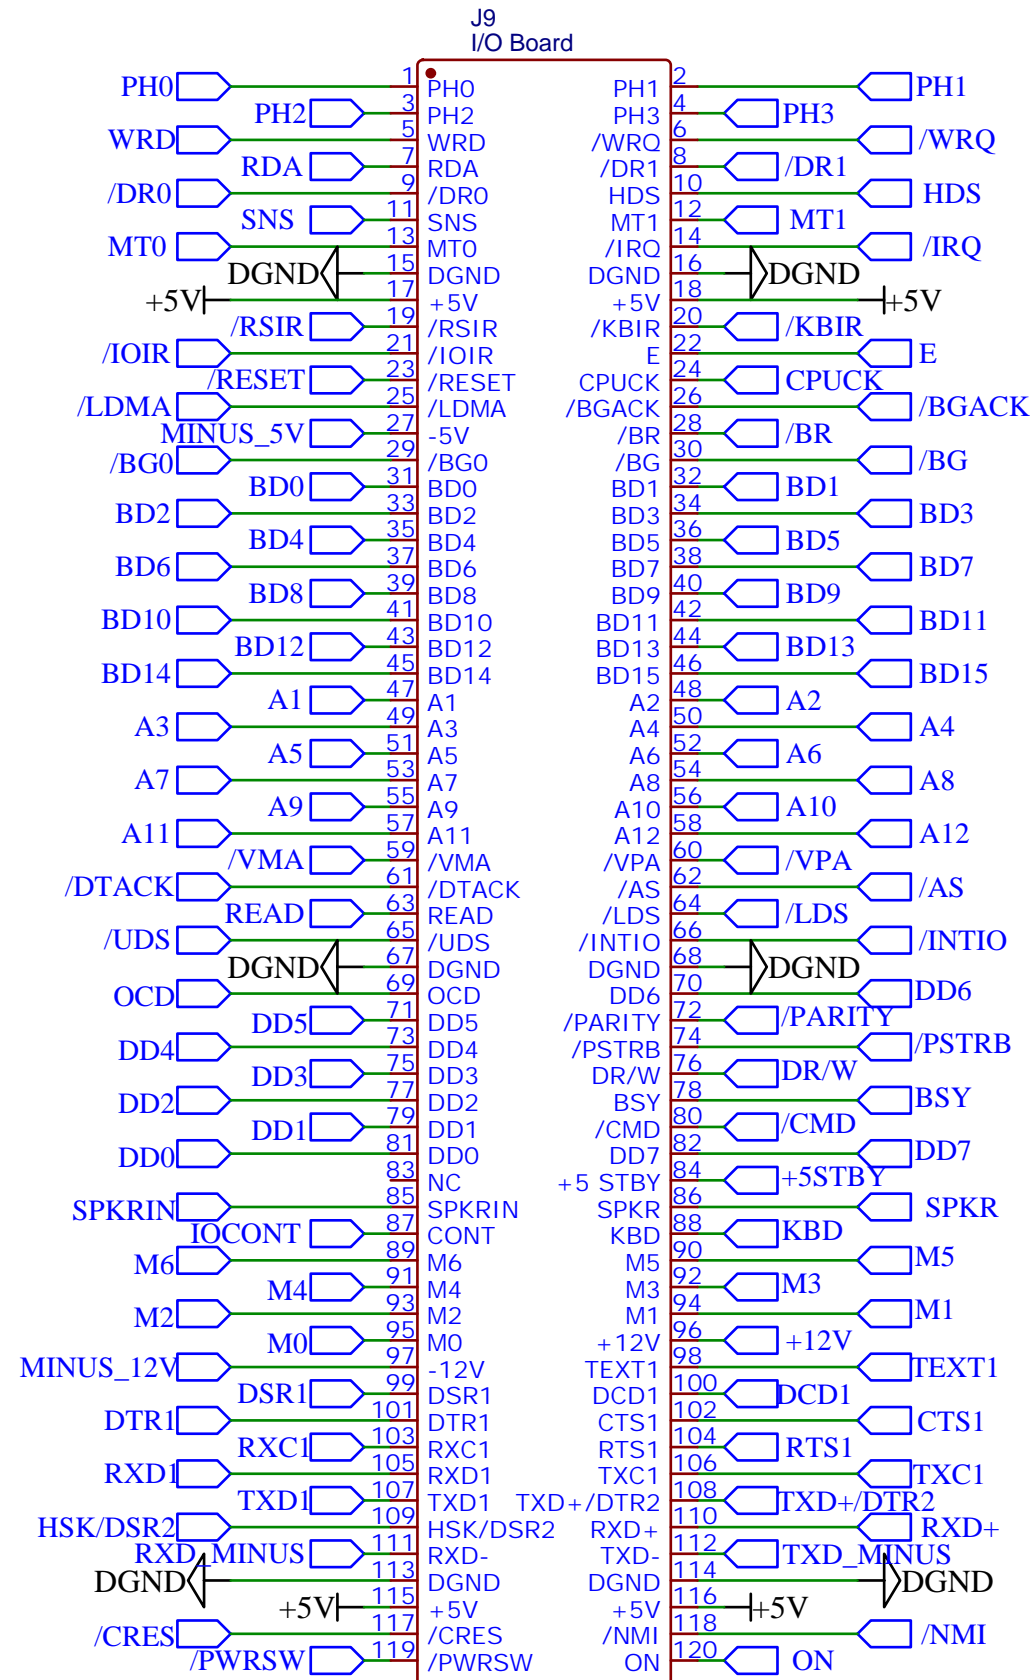 J9
I/O Board
PH0 1 PH0 PH1 2 PH1
PH2 3 PH2 PH3 4 PH3
WRD 5 WRD /WRQ 6 /WRQ
RDA 7 RDA /DR1 8 /DR1
/DR0 9 /DR0 HDS 10 HDS
SNS 11 SNS MT1 12 MT1
MT0 13 MT0 /IRQ 14 /IRQ
DGND 15 DGND DGND 16 DGND
+5V 17 +5V +5V 18 +5V
/RSIR 19 /RSIR /KBIR 20 /KBIR
/IOIR 21 /IOIR E 22 E
/RESET 23 /RESET CPUCK 24 CPUCK
/LDMA 25 /LDMA /BGACK 26 /BGACK
MINUS_5V 27 -5V /BR 28 /BR
/BG0 29 /BG0 /BG 30 /BG
BD0 31 BD0 BD1 32 BD1
BD2 33 BD2 BD3 34 BD3
BD4 35 BD4 BD5 36 BD5
BD6 37 BD6 BD7 38 BD7
BD8 39 BD8 BD9 40 BD9
BD10 41 BD10 BD11 42 BD11
BD12 43 BD12 BD13 44 BD13
BD14 45 BD14 BD15 46 BD15
A1 47 A1 A2 48 A2
A3 49 A3 A4 50 A4
A5 51 A5 A6 52 A6
A7 53 A7 A8 54 A8
A9 55 A9 A10 56 A10
A11 57 A11 A12 58 A12
/VMA 59 /VMA /VPA 60 /VPA
/DTACK 61 /DTACK /AS 62 /AS
READ 63 READ /LDS 64 /LDS
/UDS 65 /UDS /INTIO 66 /INTIO
DGND 67 DGND DGND 68 DGND
OCD 69 OCD DD6 70 DD6
DD5 71 DD5 /PARITY 72 /PARITY
DD4 73 DD4 /PSTRB 74 /PSTRB
DD3 75 DD3 DR/W 76 DR/W
DD2 77 DD2 BSY 78 BSY
DD1 79 DD1 /CMD 80 /CMD
DD0 81 DD0 DD7 82 DD7
83 NC +5 STBY 84 +5STBY
SPKRIN 85 SPKRIN SPKR 86 SPKR
IOCONT 87 CONT KBD 88 KBD
M6 89 M6 M5 90 M5
M4 91 M4 M3 92 M3
M2 93 M2 M1 94 M1
M0 95 M0 +12V 96 +12V
MINUS_12V 97 -12V TEXT1 98 TEXT1
DSR1 99 DSR1 DCD1 100 DCD1
DTR1 101 DTR1 CTS1 102 CTS1
RXC1 103 RXC1 RTS1 104 RTS1
RXD1 105 RXD1 TXC1 106 TXC1
TXD1 107 TXD1 TXD+/DTR2 108 TXD+/DTR2
HSK/DSR2 109 HSK/DSR2 RXD+ 110 RXD+
RXD_MINUS 111 RXD- TXD- 112 TXD_MINUS
DGND 113 DGND DGND 114 DGND
+5V 115 +5V +5V 116 +5V
/CRES 117 /CRES /NMI 118 /NMI
/PWRSW 119 /PWRSW ON 120 ON